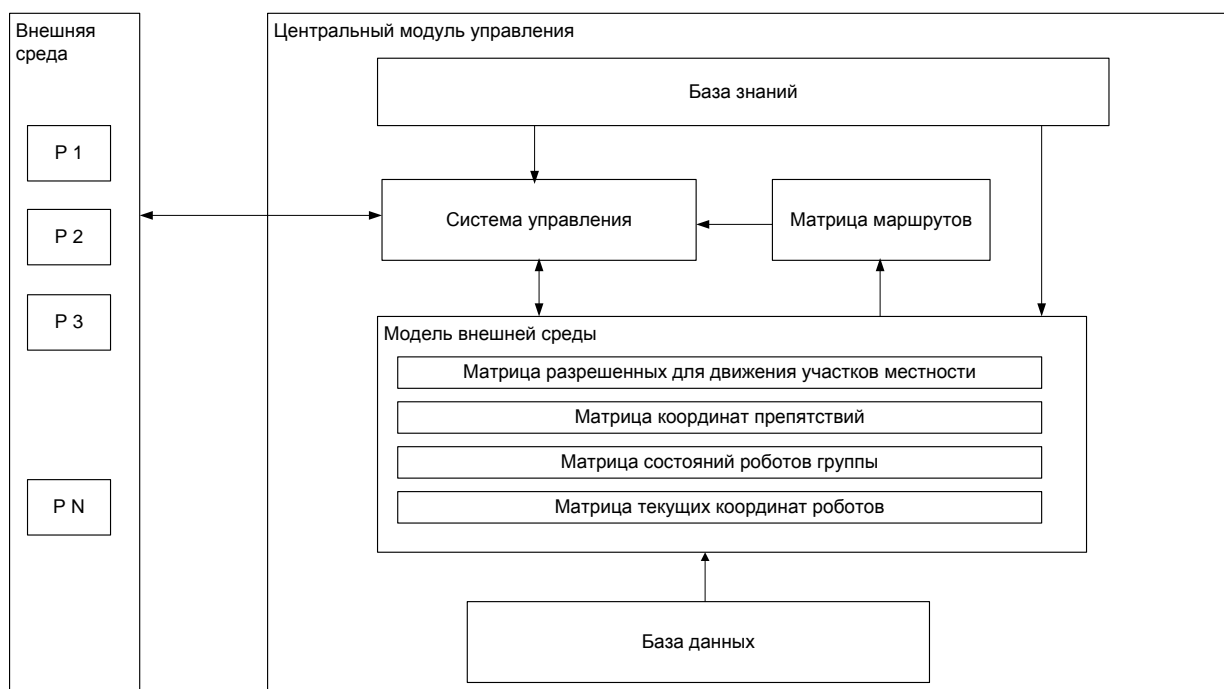 Внешняя
среда
Р 1
Р 2
Р 3
Р N
Центральный модуль управления
База знаний
Система управления
Матрица маршрутов
Модель внешней среды
Матрица разрешенных для движения участков местности
Матрица координат препятствий
Матрица состояний роботов группы
Матрица текущих координат роботов
База данных